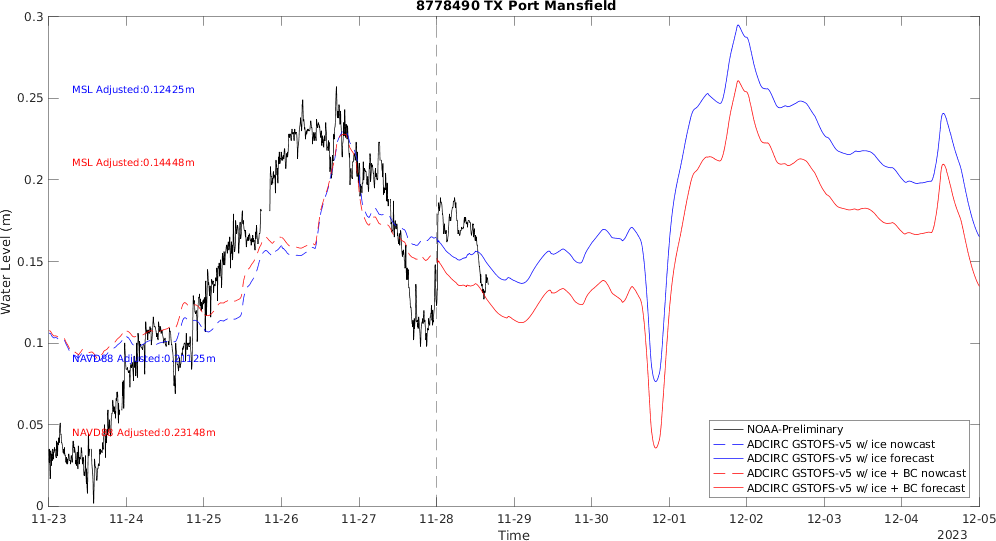 8778490 TX Port Mansfield
Water Level (m)
0.3
0.25
0.2
0.15
0.1
0.05
0
MSL Adjusted:0.12425m
MSL Adjusted:0.14448m
NAVD88 Adjusted:0.21125m
NAVD88 Adjusted:0.23148m
NOAA-Preliminary
ADCIRC GSTOFS-v5 w/ ice nowcast
ADCIRC GSTOFS-v5 w/ ice forecast
ADCIRC GSTOFS-v5 w/ ice + BC nowcast
ADCIRC GSTOFS-v5 w/ ice + BC forecast
11-23 11-24 11-25 11-26 11-27 11-28 11-29 11-30 12-01 12-02 12-03 12-04 12-05
Time
2023